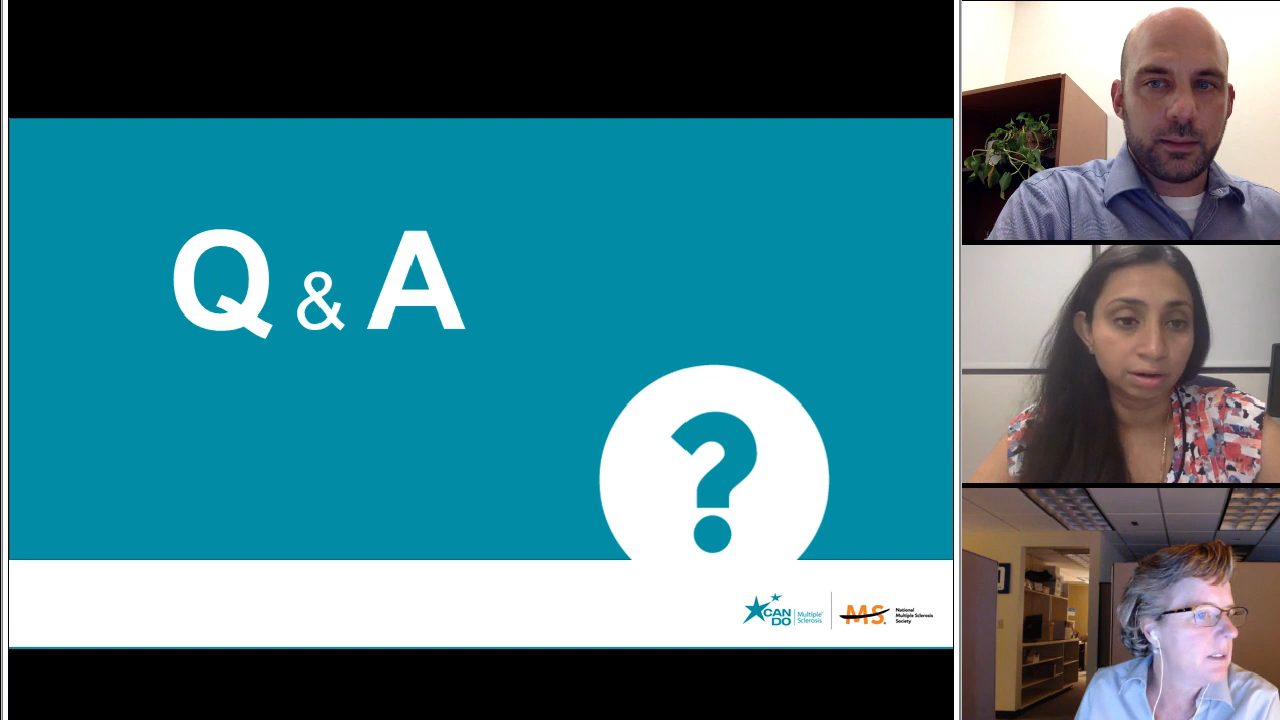 Q & A
?
CAN
DO
Multiple
Sclerosis
MS
National
Multiple Sclerosis
Society